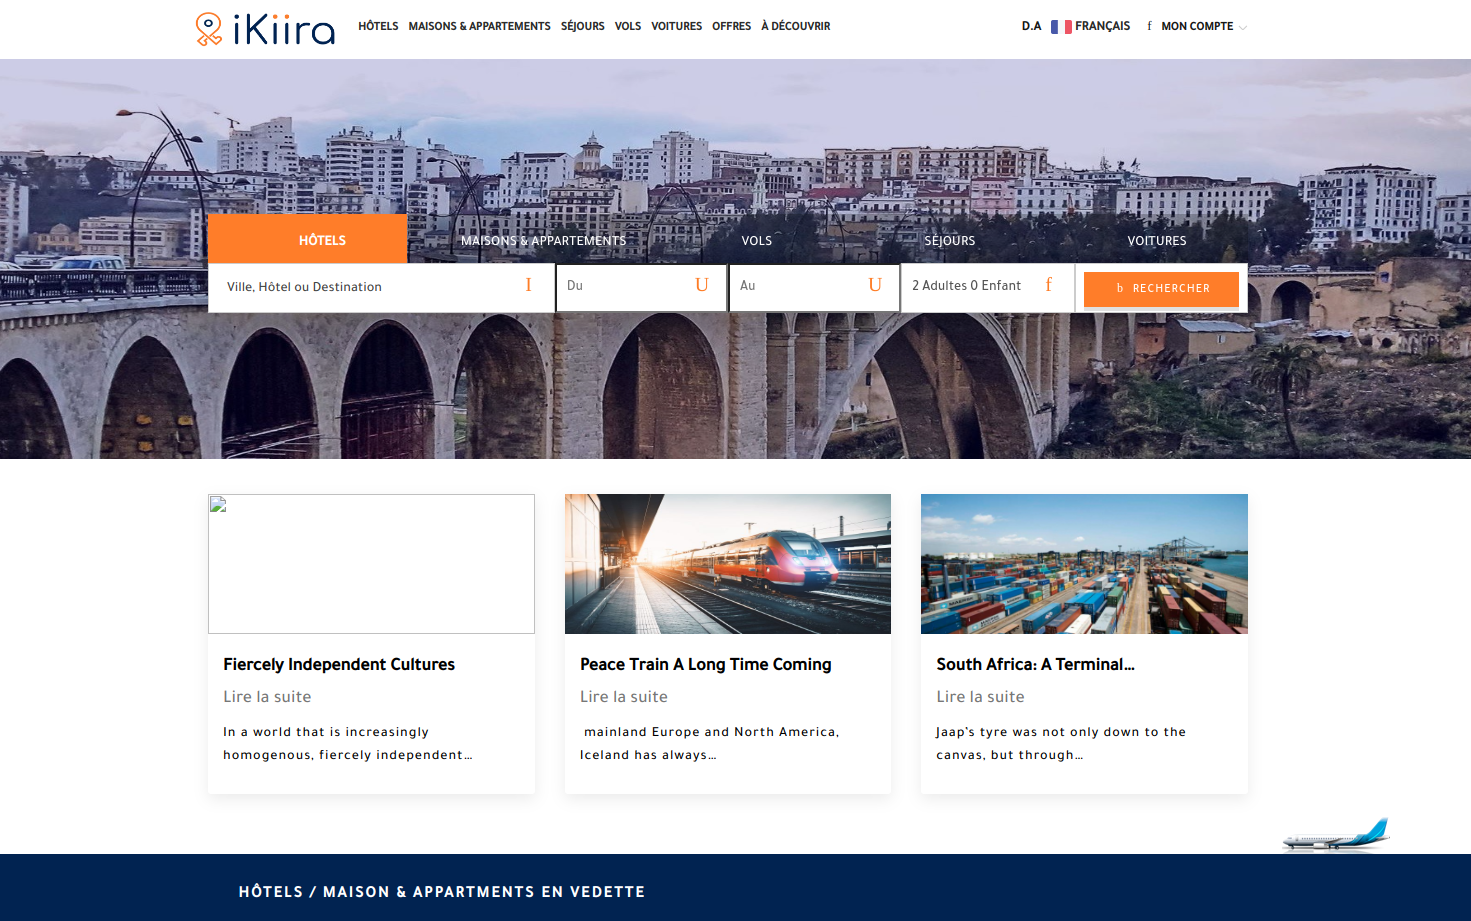 iKiira
HÔTELS MAISONS & APPARTEMENTS SÉJOURS VOLS VOITURES OFFRES À DÉCOUVRIR
D.A FRANÇAIS f MON COMPTE
HÔTELS MAISONS & APPARTEMENTS VOLS SÉJOURS VOITURES
Ville, Hôtel ou Destination I Du U Au U 2 Adultes 0 Enfant f b RECHERCHER
Fiercely Independent Cultures
Lire la suite
In a world that is increasingly
homogenous, fiercely independent...
Peace Train A Long Time Coming
Lire la suite
mainland Europe and North America,
Iceland has always...
South Africa: A Terminal...
Lire la suite
Jaap's tyre was not only down to the
canvas, but through...
HÔTELS / MAISON & APPARTMENTS EN VEDETTE